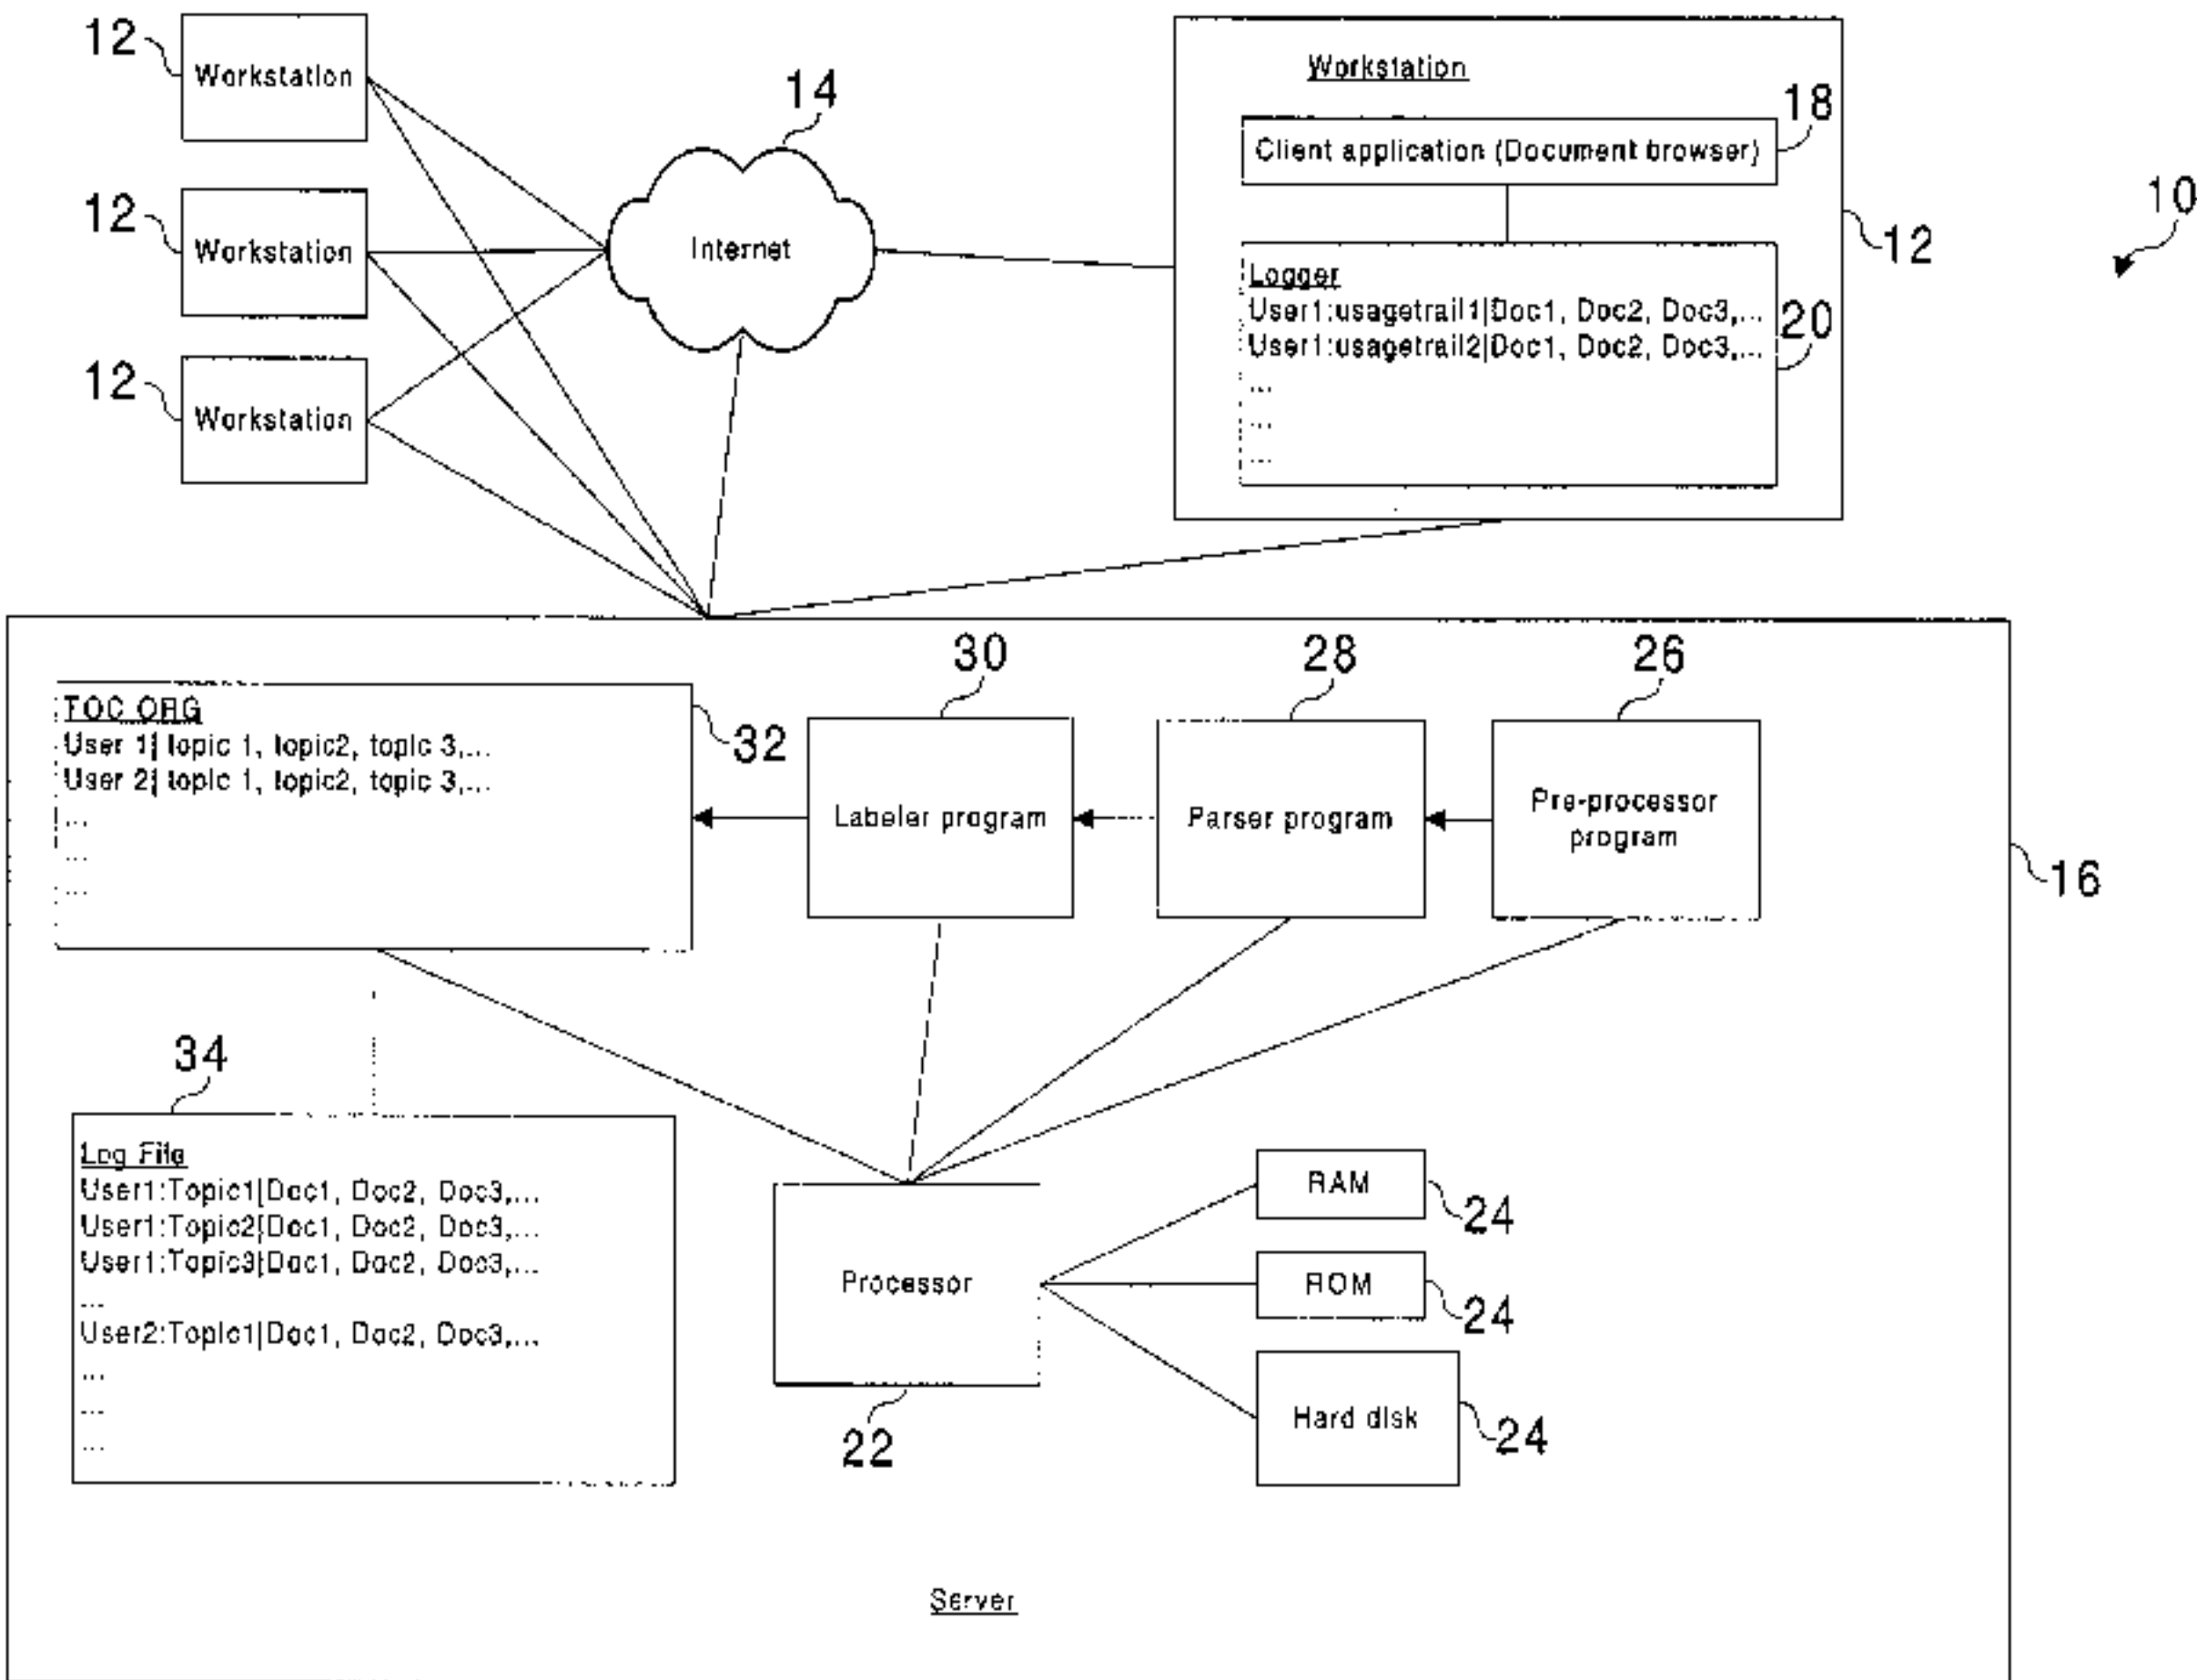 12
Workstation
12
Workstation
12
Workstation
14
Internet
Workstation
18
Client application (Document browser)
12
10
Logger
User1:usagetrail1|Doc1, Doc2, Doc3,...
User1:usagetrail2|Doc1, Doc2, Doc3,...
...
...
...
20
30
28
26
TOC ORG
User 1| topic 1, topic2, topic 3,...
User 2| topic 1, topic2, topic 3,...
...
...
...
32
Labeler program
Parser program
Pre-processor
program
16
34
Log File
User1:Topic1|Doc1, Doc2, Doc3,...
User1:Topic2|Doc1, Doc2, Doc3,...
User1:Topic3|Doc1, Doc2, Doc3,...
...
User2:Topic1|Doc1, Doc2, Doc3,...
...
...
...
Processor
22
RAM
24
ROM
24
Hard disk
24
Server